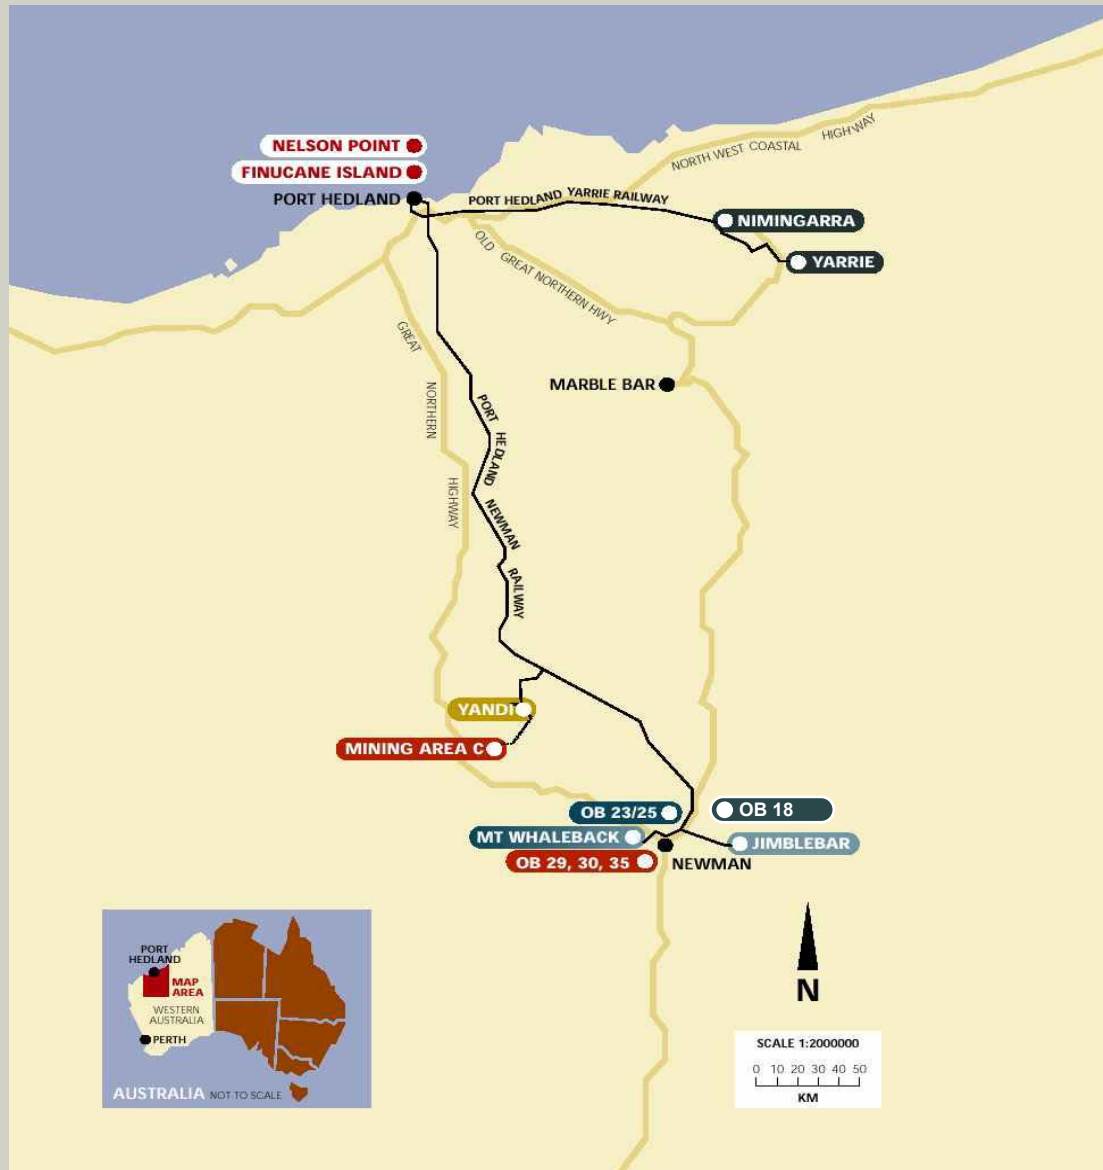 NELSON POINT
FINUCANE ISLAND
PORT HEDLAND
NORTH WEST COASTAL HIGHWAY
PORT HEDLAND YARRIE RAILWAY
NIMINGARRA
YARRIE
OLD GREAT NORTHERN HWY
GREAT NORTHERN HIGHWAY
MARBLE BAR
PORT HEDLAND NEWMAN RAILWAY
YANDI
MINING AREA C
OB 23/25
OB 18
MT WHALEBACK
JIMBLEBAR
OB 29, 30, 35
NEWMAN
PORT
HEDLAND
MAP
AREA
WESTERN
AUSTRALIA
PERTH
AUSTRALIA NOT TO SCALE
N
SCALE 1:2000000
0 10 20 30 40 50
KM